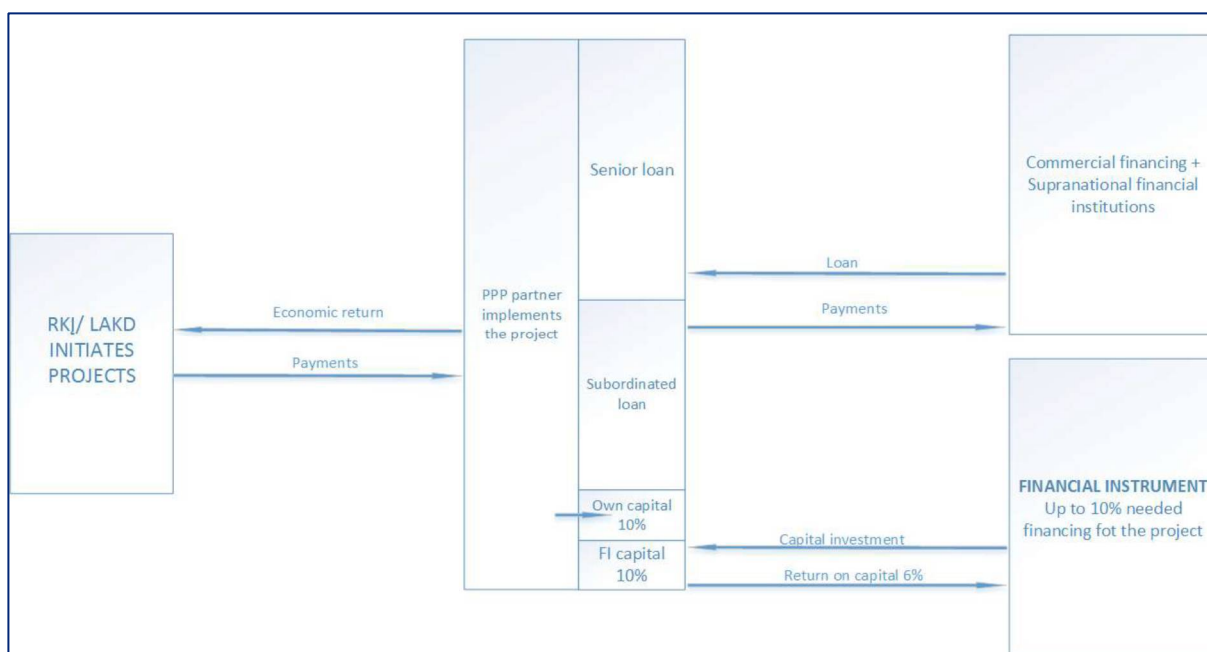 RKĮ/ LAKD
INITIATES
PROJECTS
Economic return
Payments
PPP partner
implements
the project
Senior loan
Subordinated
loan
Own capital
10%
FI capital
10%
Loan
Payments
Capital investment
Return on capital 6%
Commercial financing +
Supranational financial
institutions
FINANCIAL INSTRUMENT
Up to 10% needed
financing fot the project